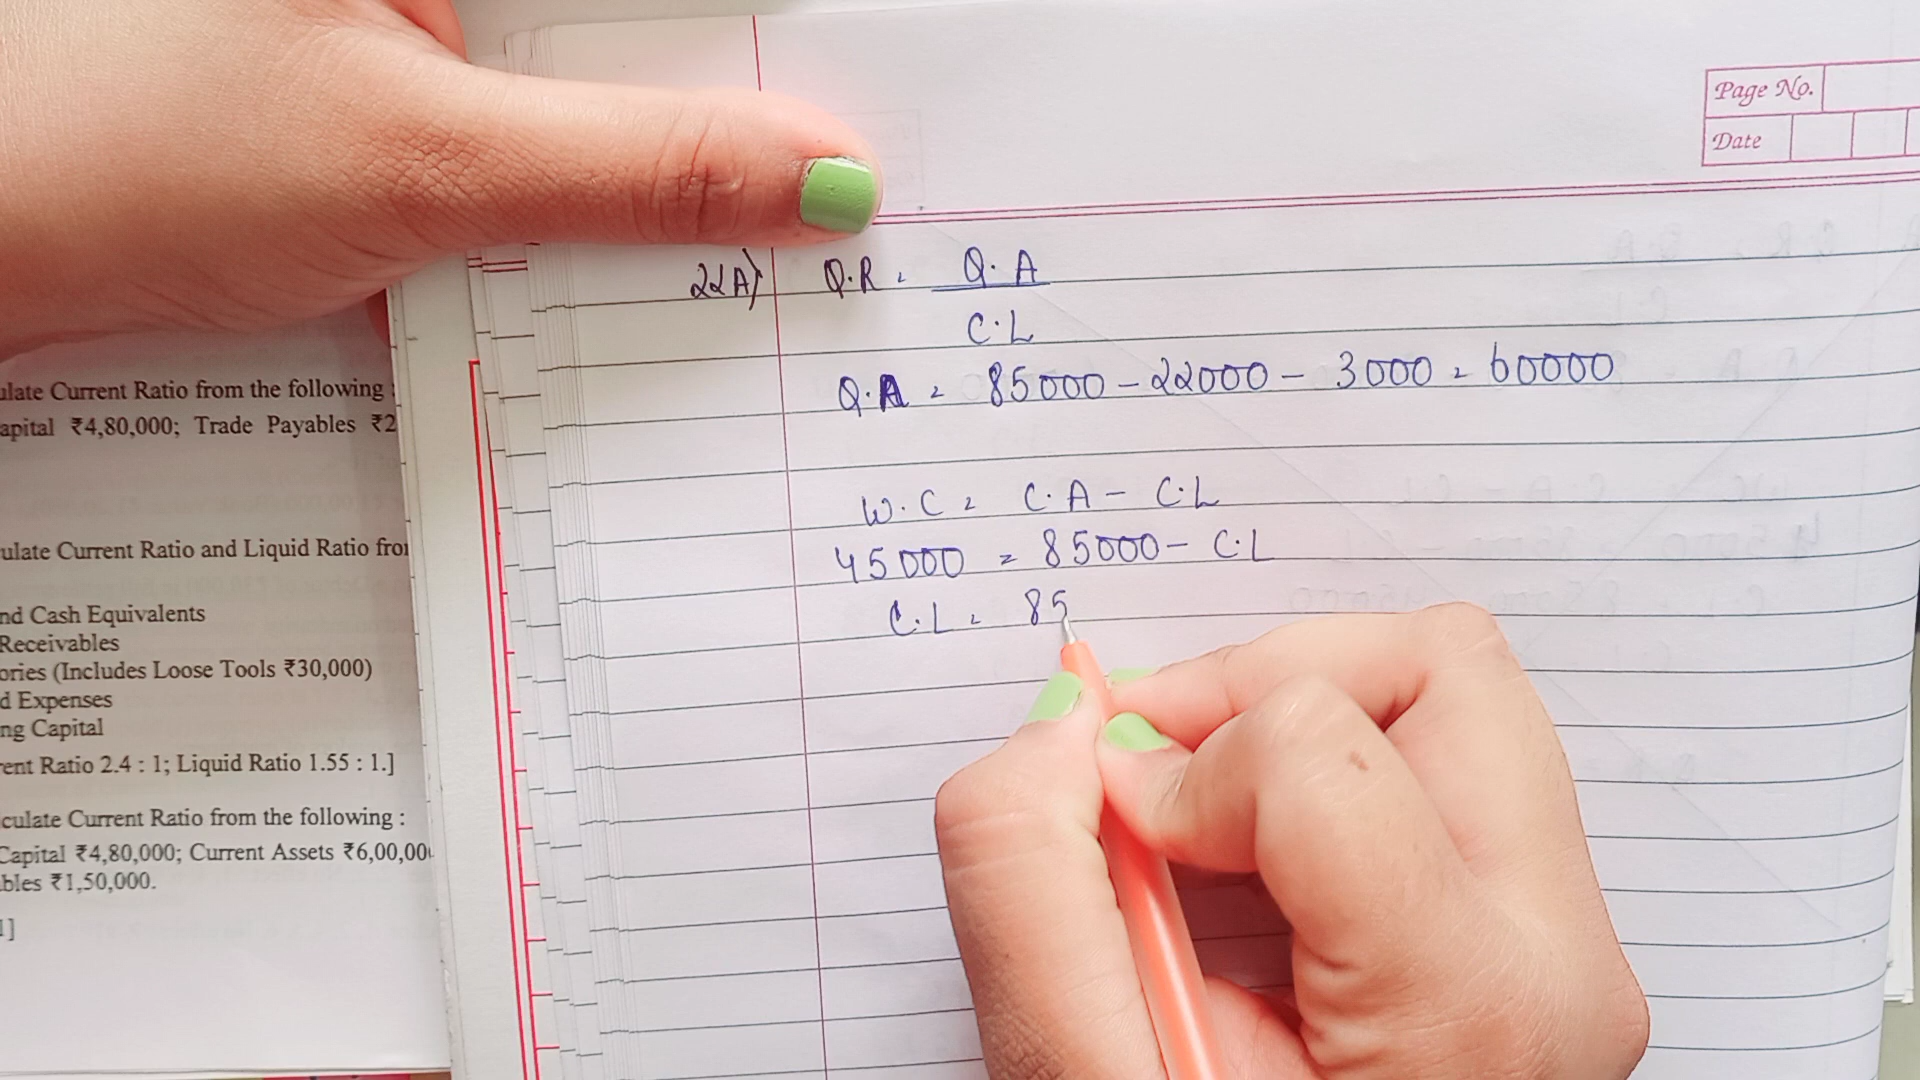 Page No.
Date
22A) Q.R = Q.A
C.L
Q.A = 85000 - 22000 - 3000 = 60000
W.C = C.A - C.L
45000 = 85000 - C.L
C.L = 85
ulate Current Ratio from the following :
apital ₹4,80,000; Trade Payables ₹2
ulate Current Ratio and Liquid Ratio fro
nd Cash Equivalents
Receivables
ories (Includes Loose Tools ₹30,000)
d Expenses
ng Capital
rent Ratio 2.4 : 1; Liquid Ratio 1.55 : 1.]
culate Current Ratio from the following :
Capital ₹4,80,000; Current Assets ₹6,00,00
bles ₹1,50,000.
1]